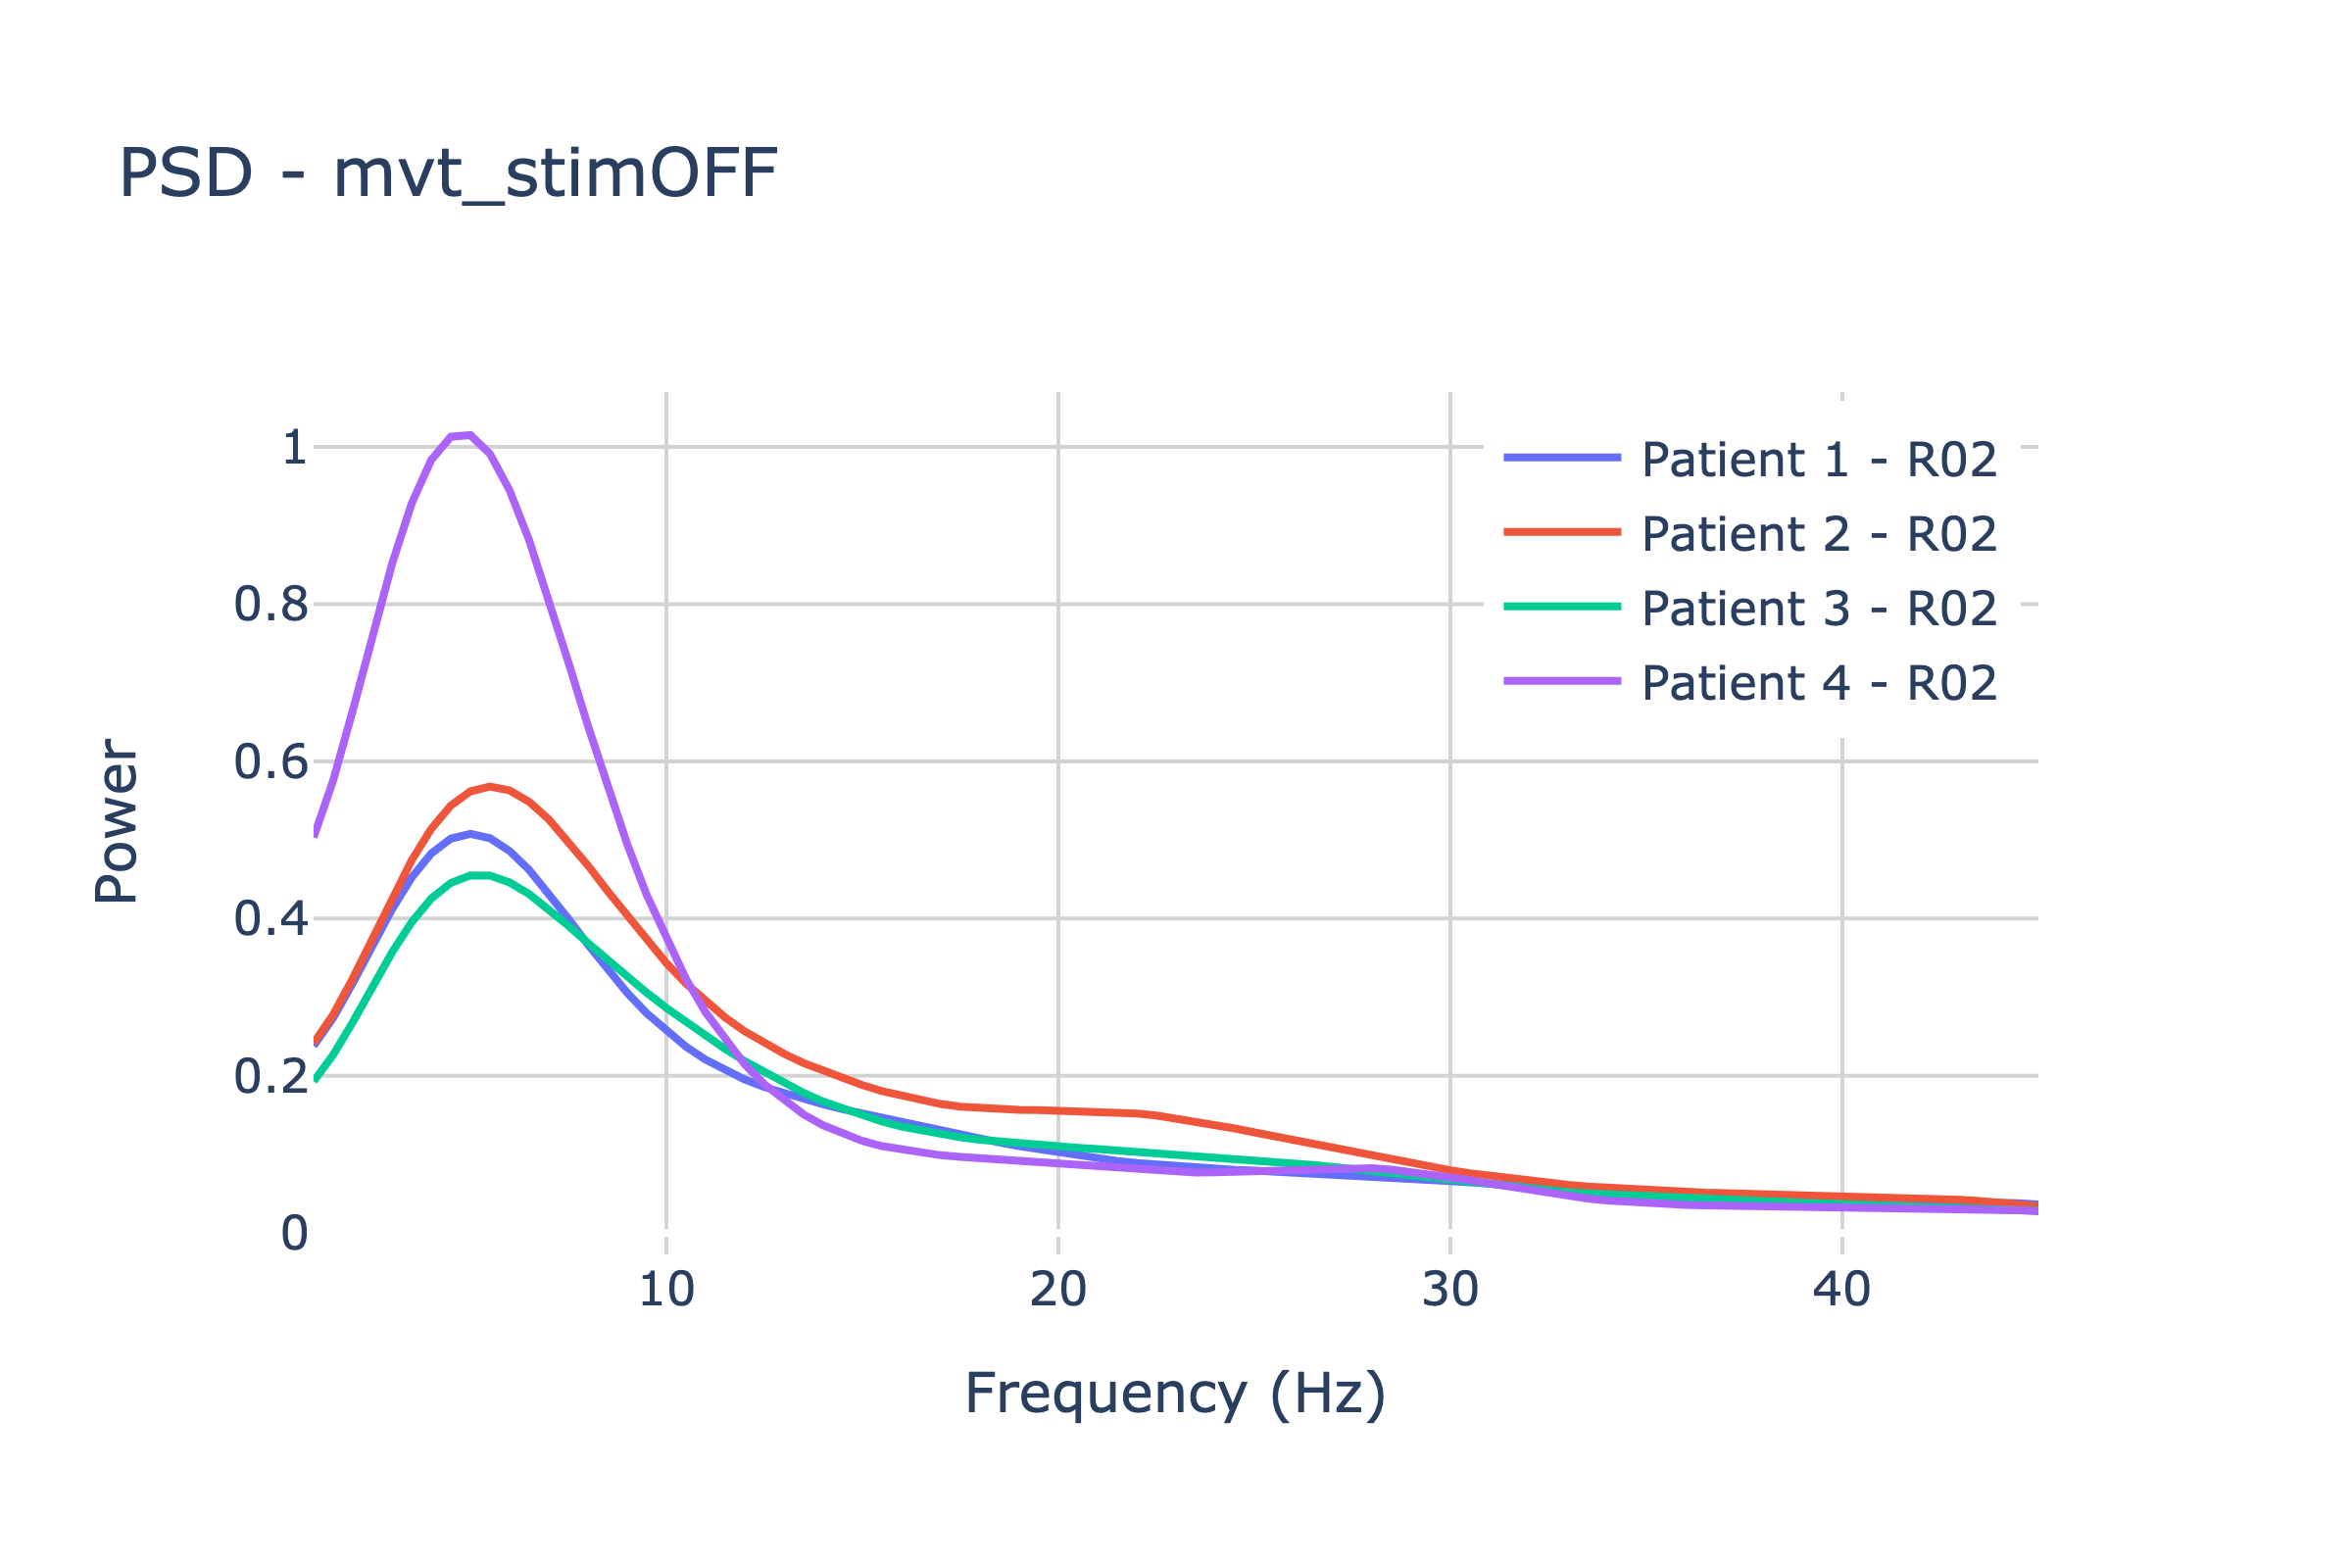 PSD - mvt_stimOFF
1
0.8
0.6
0.4
0.2
0
Power
Patient 1 - R02
Patient 2 - R02
Patient 3 - R02
Patient 4 - R02
10 20 30 40
Frequency (Hz)